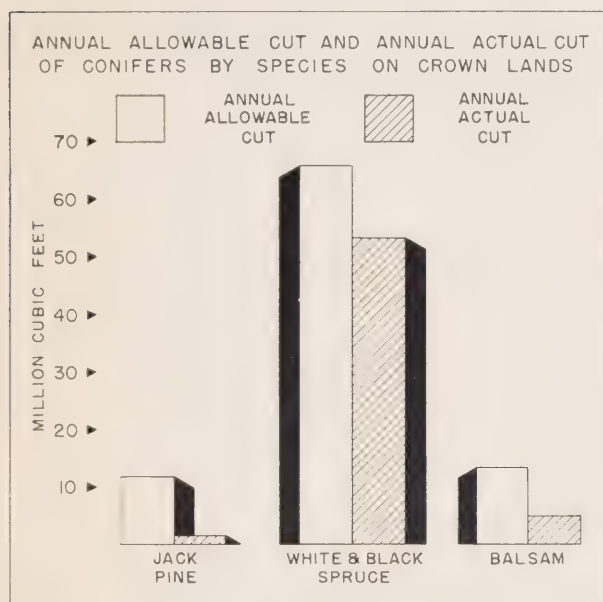 ANNUAL ALLOWABLE CUT AND ANNUAL ACTUAL CUT
OF CONIFERS BY SPECIES ON CROWN LANDS
ANNUAL
ALLOWABLE
CUT
ANNUAL
ACTUAL
CUT
MILLION CUBIC FEET
70
60
50
40
30
20
10
JACK
PINE
WHITE & BLACK
SPRUCE
BALSAM